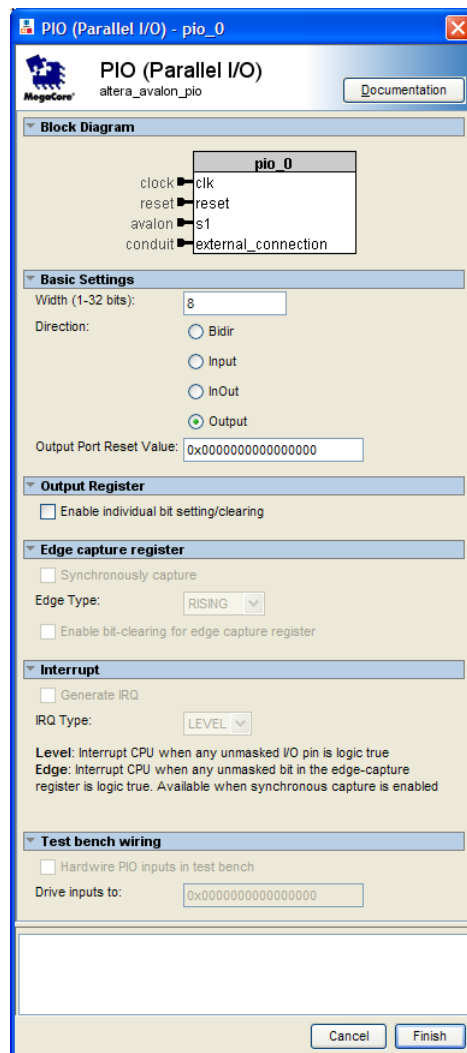 PIO (Parallel I/O) - pio_0
MegaCore®
PIO (Parallel I/O)
altera_avalon_pio
Documentation
Block Diagram
pio_0
clock clk
reset reset
avalon s1
conduit external_connection
Basic Settings
Width (1-32 bits): 8
Direction: Bidir
Input
InOut
Output
Output Port Reset Value: 0x0000000000000000
Output Register
Enable individual bit setting/clearing
Edge capture register
Synchronously capture
Edge Type: RISING
Enable bit-clearing for edge capture register
Interrupt
Generate IRQ
IRQ Type: LEVEL
Level: Interrupt CPU when any unmasked I/O pin is logic true
Edge: Interrupt CPU when any unmasked bit in the edge-capture
register is logic true. Available when synchronous capture is enabled
Test bench wiring
Hardwire PIO inputs in test bench
Drive inputs to: 0x0000000000000000
Cancel Finish